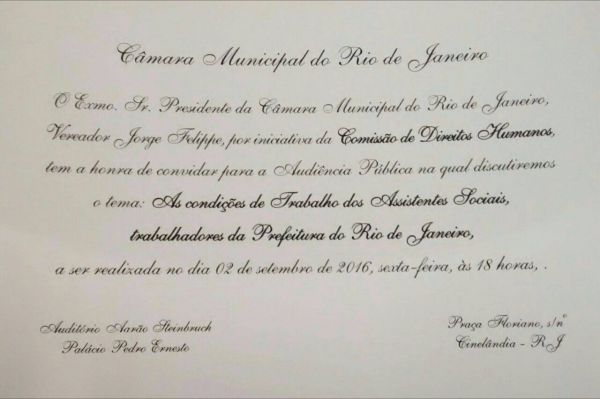 Câmara Municipal do Rio de Janeiro
O Exmo. Sr. Presidente da Câmara Municipal do Rio de Janeiro,
Vereador Jorge Felippe, por iniciativa da Comissão de Direitos Humanos,
tem a honra de convidar para a Audiência Pública na qual discutiremos
o tema: As condições de Trabalho dos Assistentes Sociais,
trabalhadores da Prefeitura do Rio de Janeiro,
a ser realizada no dia 02 de setembro de 2016, sexta-feira, às 18 horas, .
Auditório Aarão Steinbruch
Palácio Pedro Ernesto
Praça Floriano, s/nº
Cinelândia - RJ